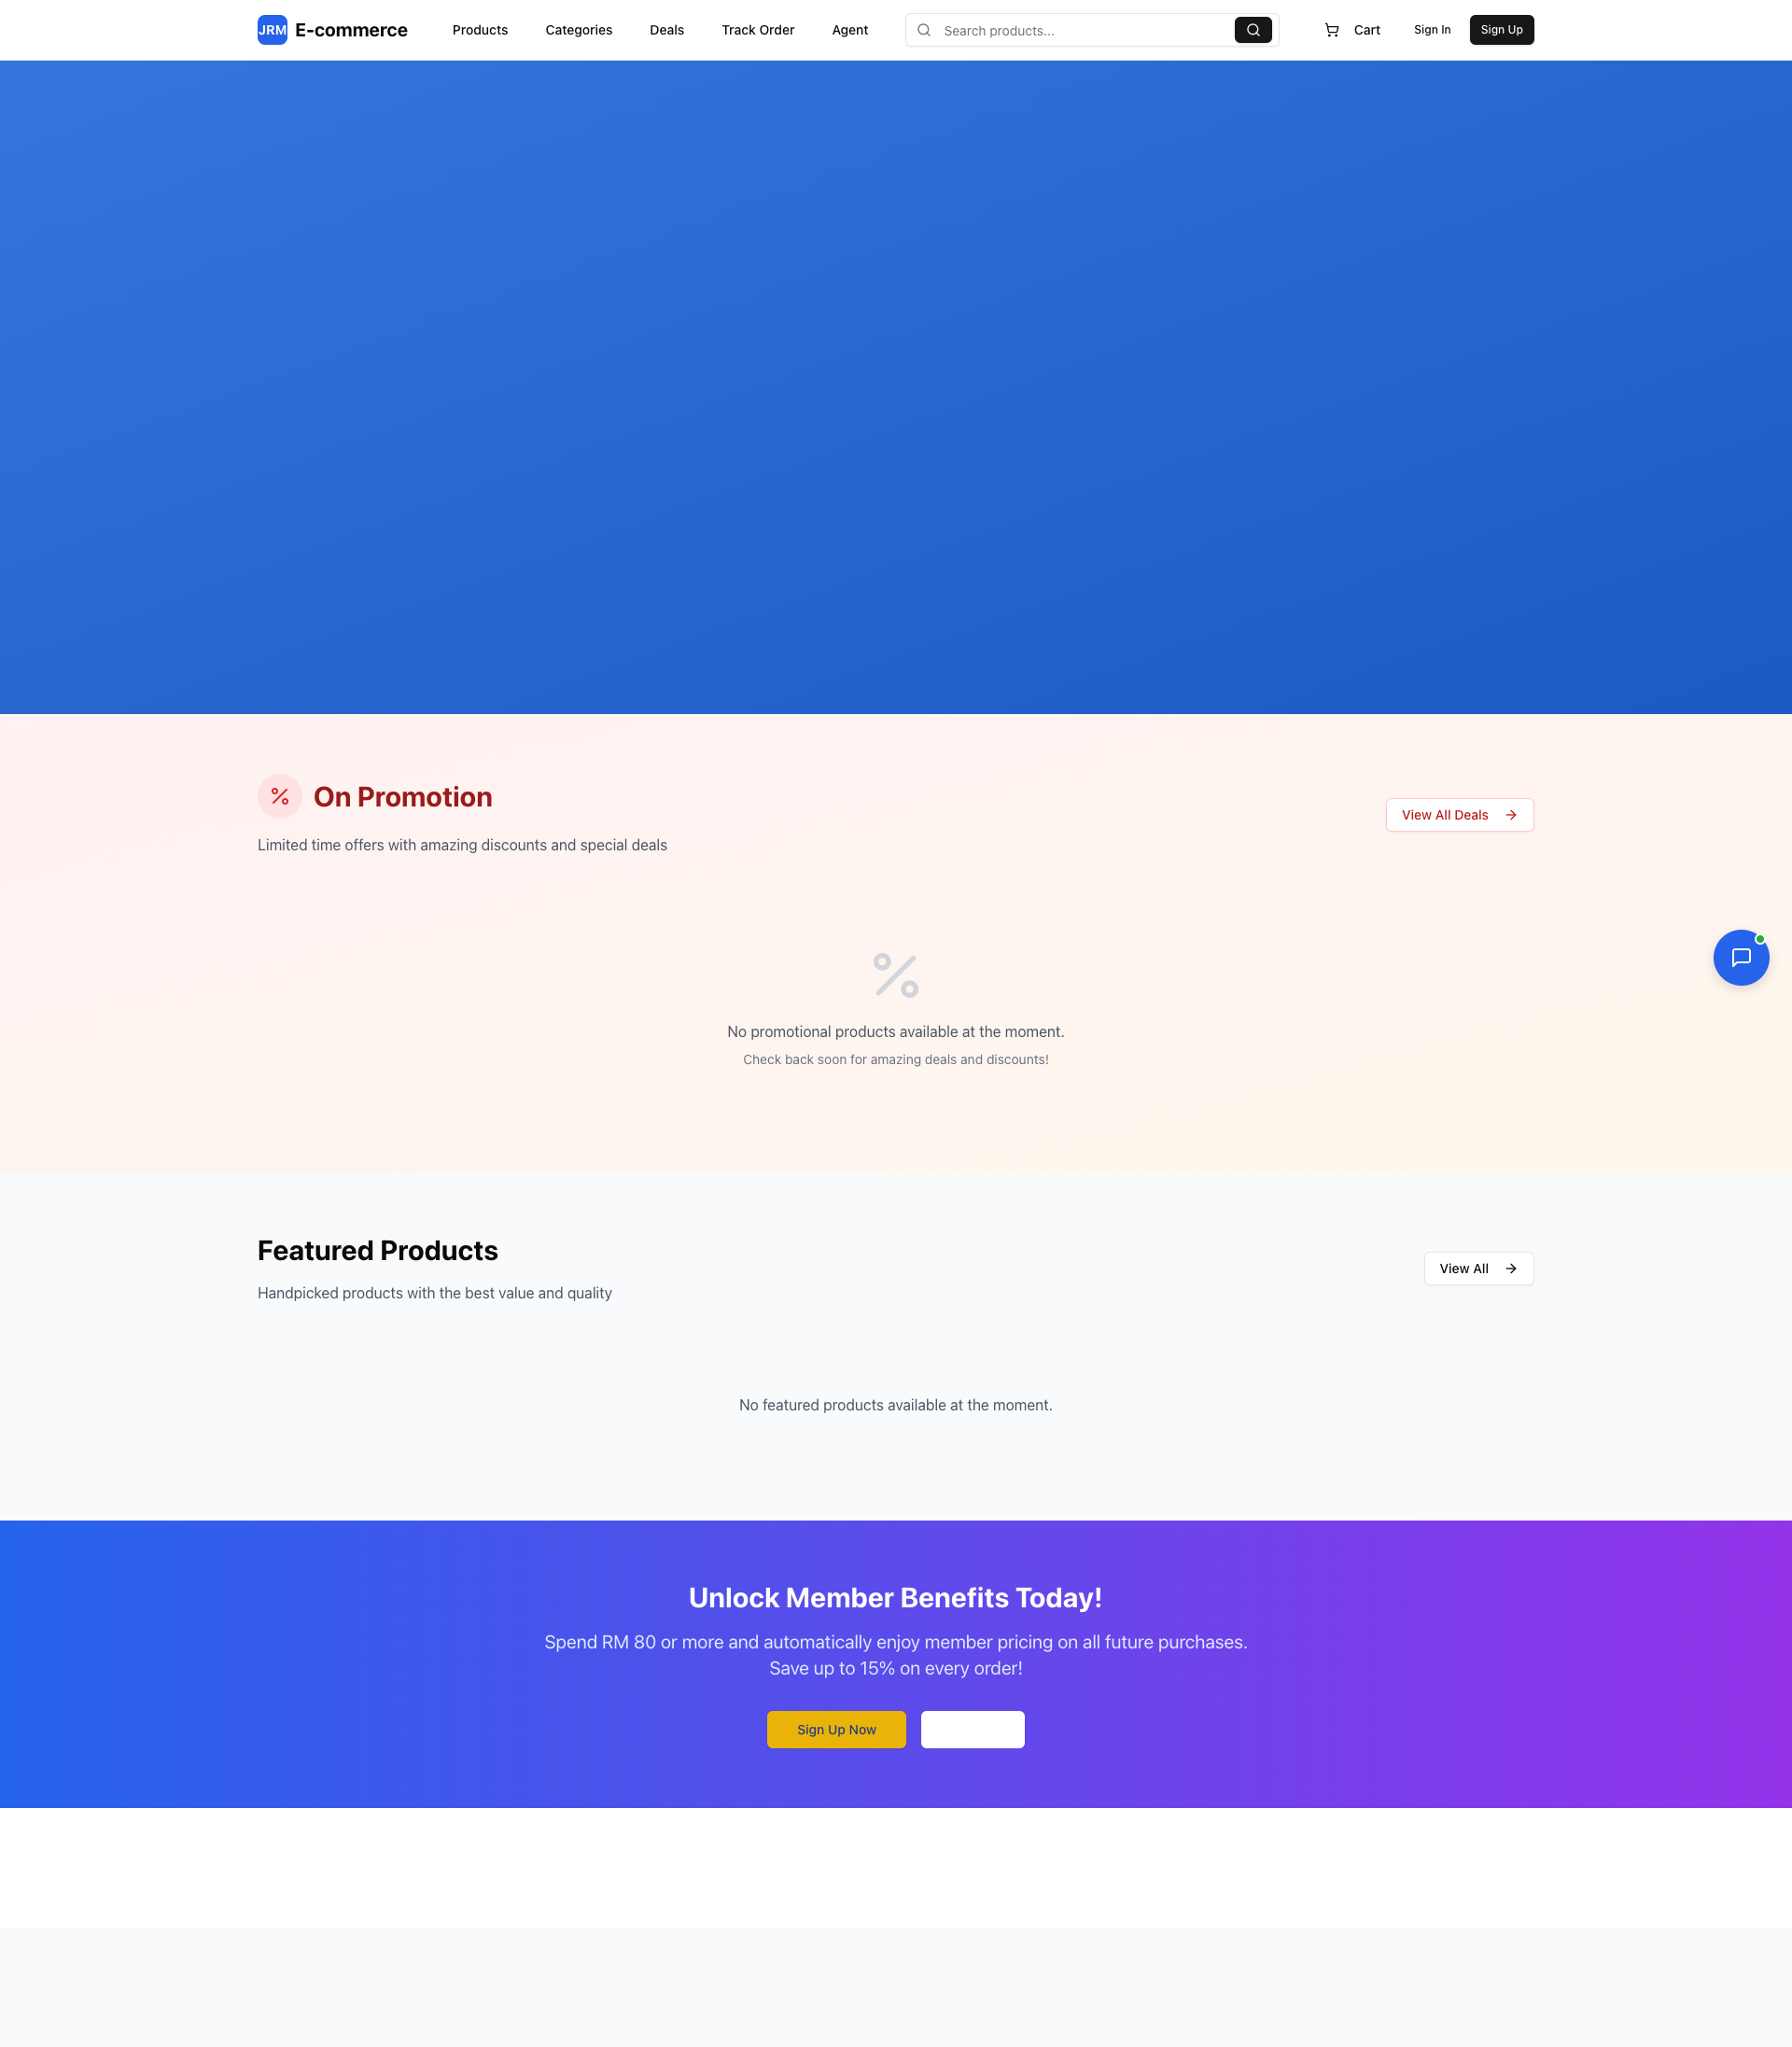 JRM E-commerce Products Categories Deals Track Order Agent Search products... Cart Sign In Sign Up
On Promotion
View All Deals
Limited time offers with amazing discounts and special deals
No promotional products available at the moment.
Check back soon for amazing deals and discounts!
Featured Products
View All
Handpicked products with the best value and quality
No featured products available at the moment.
Unlock Member Benefits Today!
Spend RM 80 or more and automatically enjoy member pricing on all future purchases.
Save up to 15% on every order!
Sign Up Now